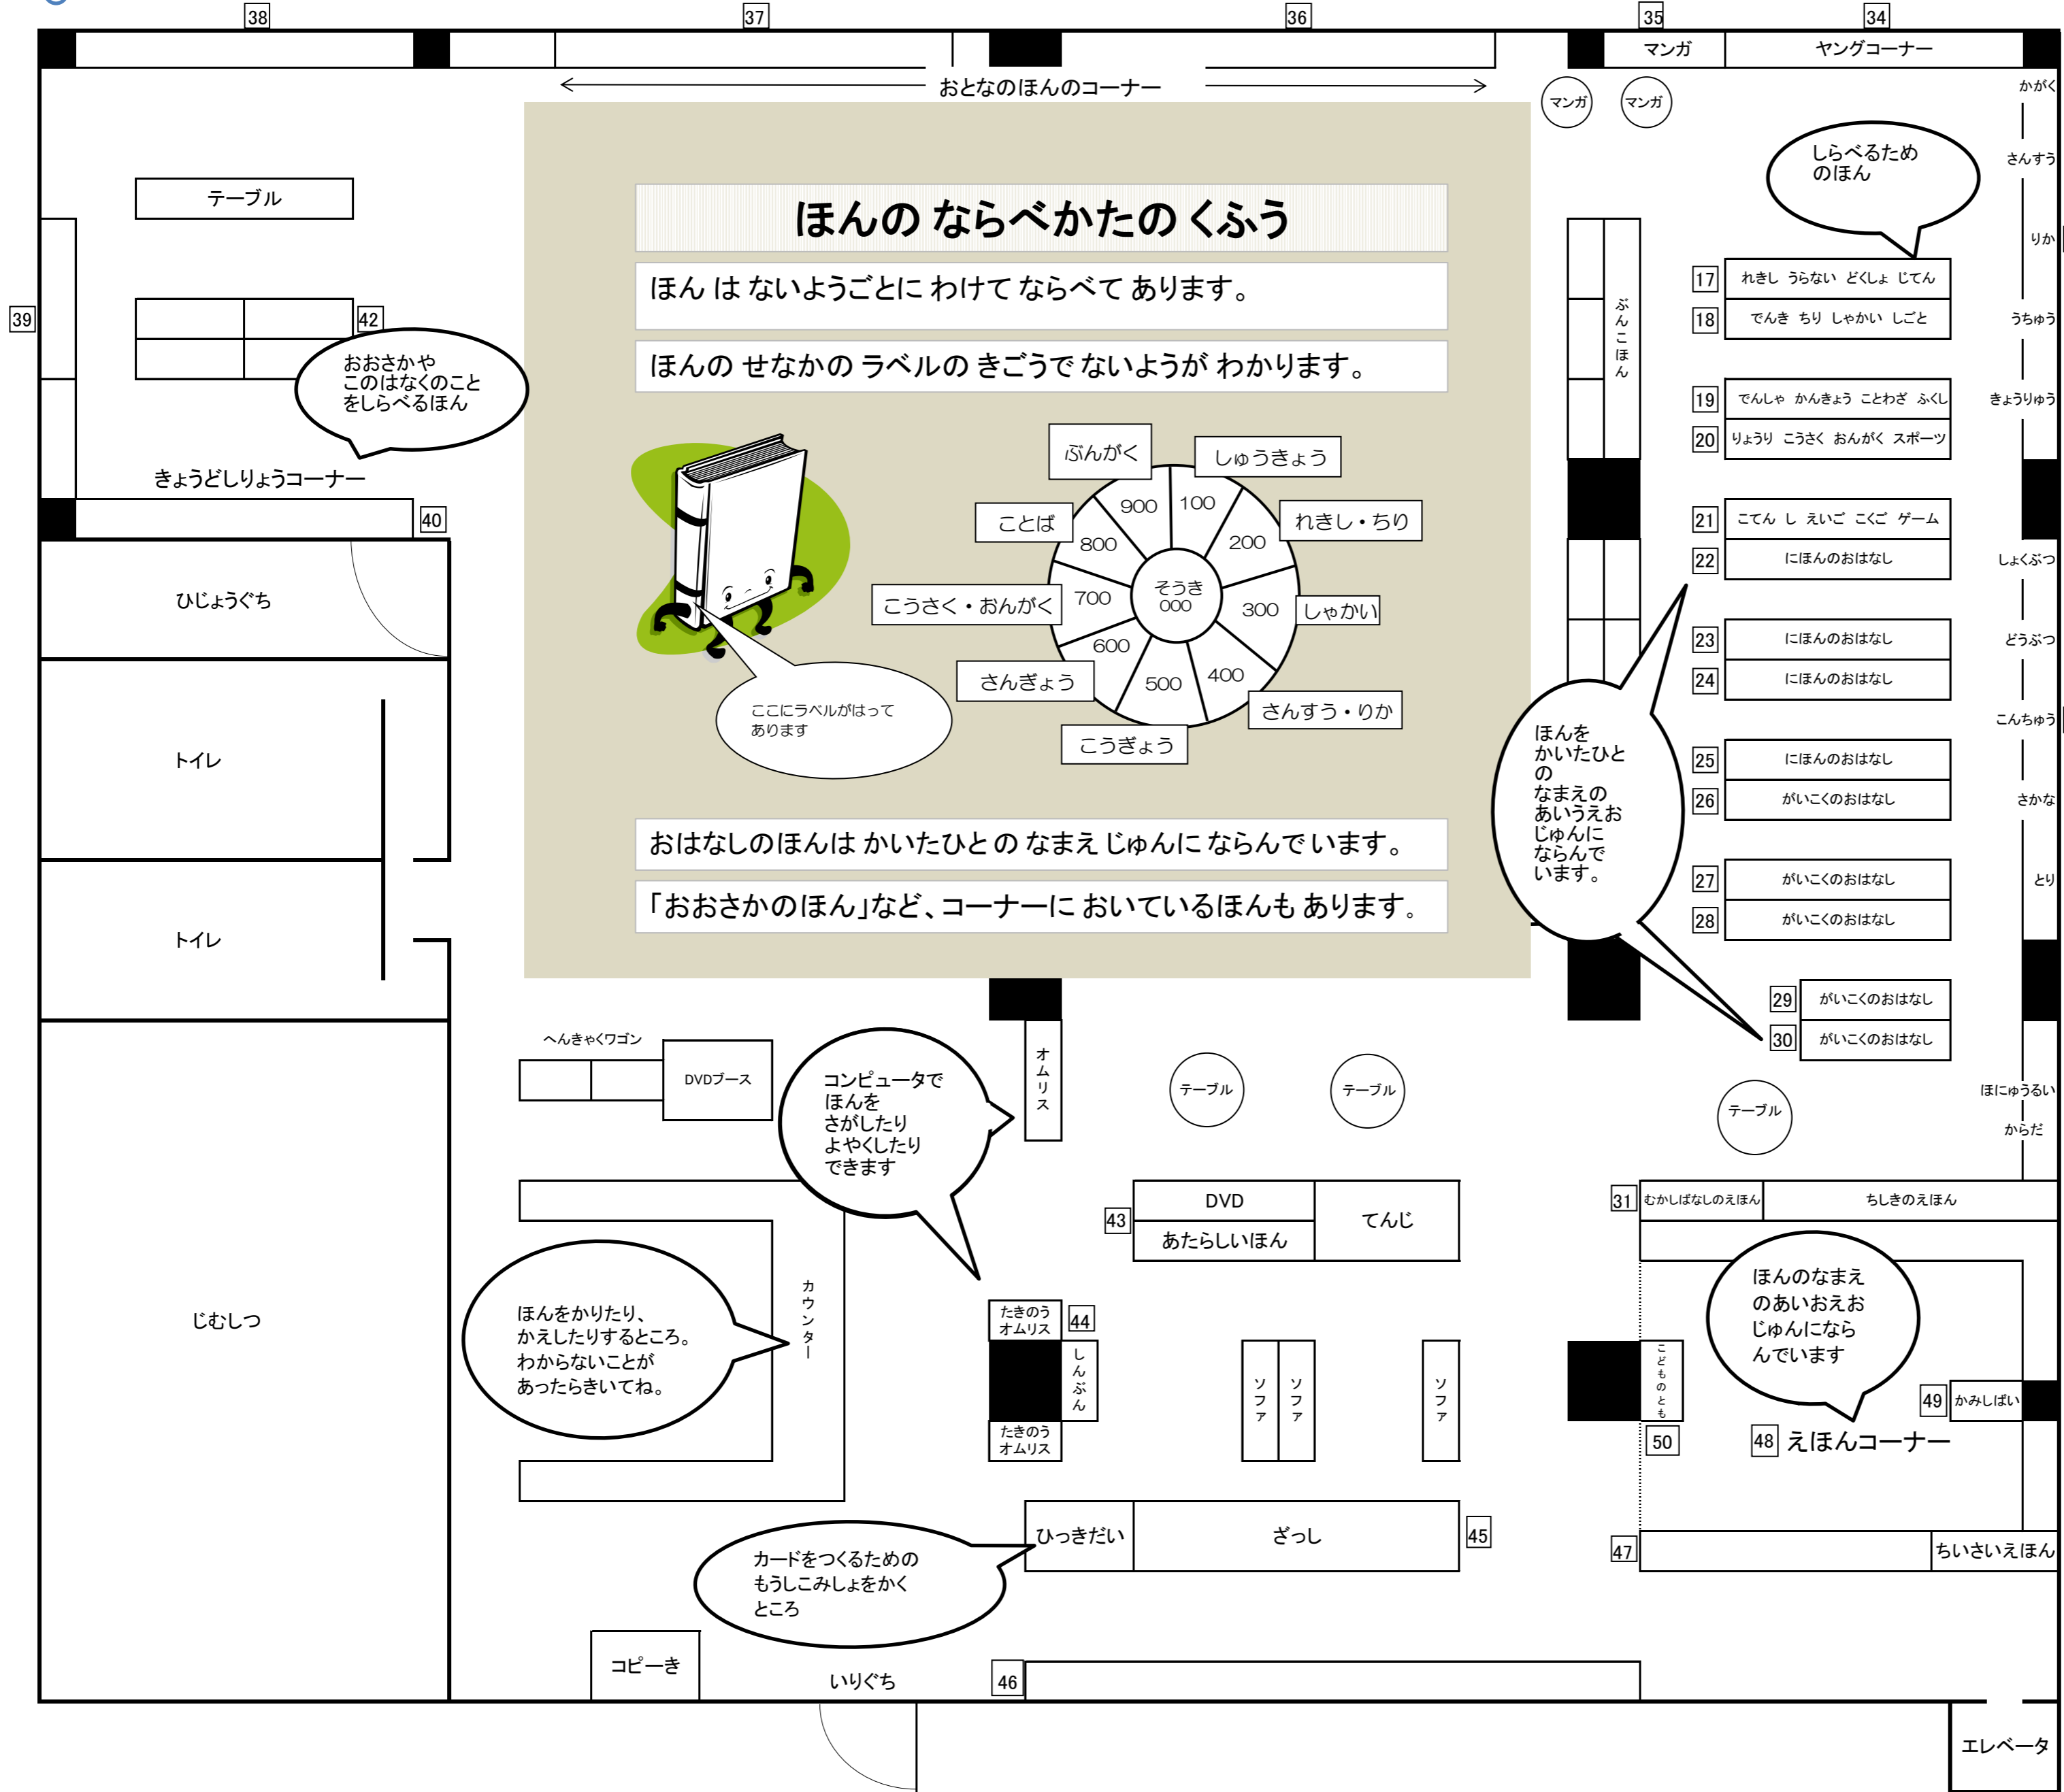 38
37
36
35
34
マンガ
ヤングコーナー
おとなのほんのコーナー
マンガ
マンガ
かがく
さんすう
りか
うちゅう
きょうりゅう
しょくぶつ
どうぶつ
こんちゅう
さかな
とり
ほにゅうるい
からだ
しらべるため
のほん
テーブル
39
42
おおさかや
このはなくのこと
をしらべるほん
きょうどしりょうコーナー
40
ひじょうぐち
トイレ
トイレ
じむしつ
ほんの ならべかたの くふう
ほん は ないようごとに わけて ならべて あります。
ほんの せなかの ラベルの きごうで ないようが わかります。
ぶんがく
しゅうきょう
ことば
れきし・ちり
こうさく・おんがく
しゃかい
さんぎょう
さんすう・りか
こうぎょう
900
100
800
200
700
そうき
000
300
600
500
400
ここにラベルがはって
あります
おはなしのほんは かいたひとの なまえ じゅんに ならんで います。
「おおさかのほん」など、コーナーに おいているほんも あります。
ぶんこほん
17
れきし うらない どくしょ じてん
18
でんき ちり しゃかい しごと
19
でんしゃ かんきょう ことわざ ふくし
20
りょうり こうさく おんがく スポーツ
21
こてん し えいご こくご ゲーム
22
にほんのおはなし
23
にほんのおはなし
24
にほんのおはなし
25
にほんのおはなし
26
がいこくのおはなし
27
がいこくのおはなし
28
がいこくのおはなし
29
がいこくのおはなし
30
がいこくのおはなし
ほんを
かいたひと
の
なまえの
あいうえお
じゅんに
ならんで
います。
へんきゃくワゴン
DVDブース
コンピュータで
ほんを
さがしたり
よやくしたり
できます
オムリス
テーブル
テーブル
テーブル
43
DVD
あたらしいほん
てんじ
31
むかしばなしのえほん
ちしきのえほん
カウンター
ほんをかりたり、
かえしたりするところ。
わからないことが
あったらきいてね。
たきのう
オムリス
44
しんぶん
たきのう
オムリス
ソファ
ソファ
ソファ
こどものとも
50
ほんのなまえ
のあいおえお
じゅんになら
んでいます
49
かみしばい
48
えほんコーナー
カードをつくるための
もうしこみしょをかく
ところ
ひっきだい
ざっし
45
47
ちいさいえほん
コピーき
いりぐち
46
エレベータ